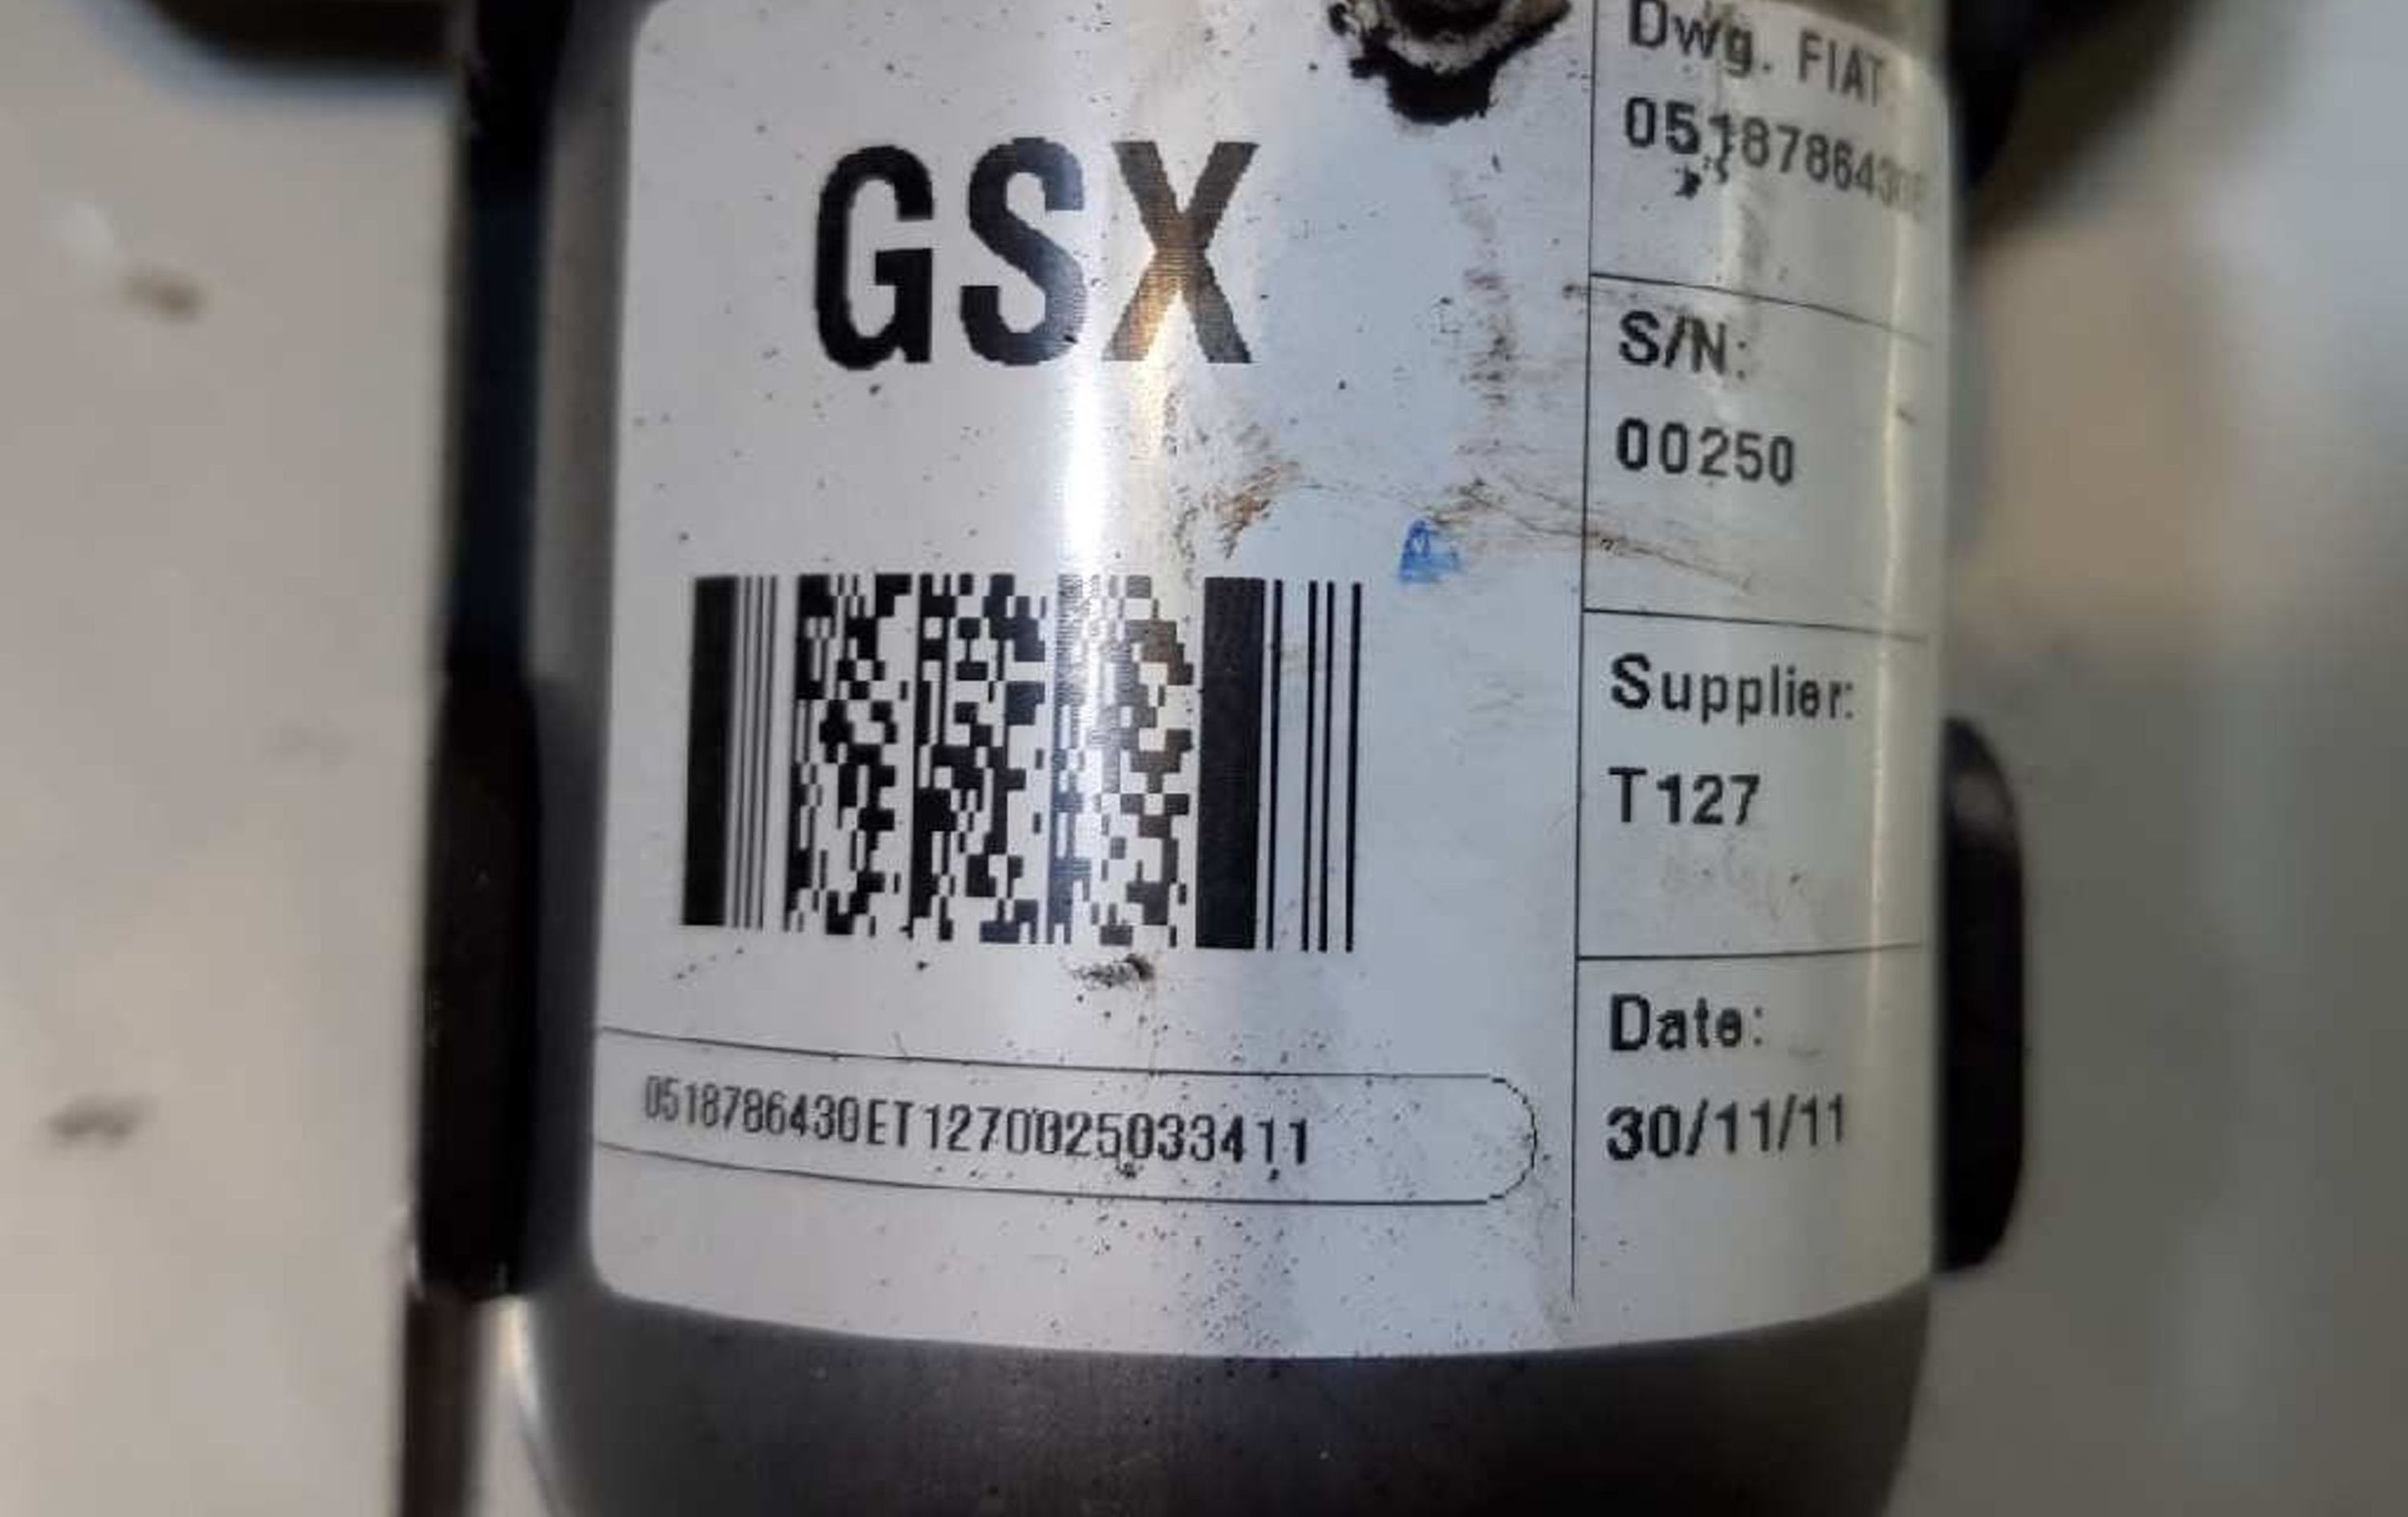 GSX
0518786430ET1270025033411
Dwg. FIAT
S/N:
00250
Supplier:
T127
Date:
30/11/11